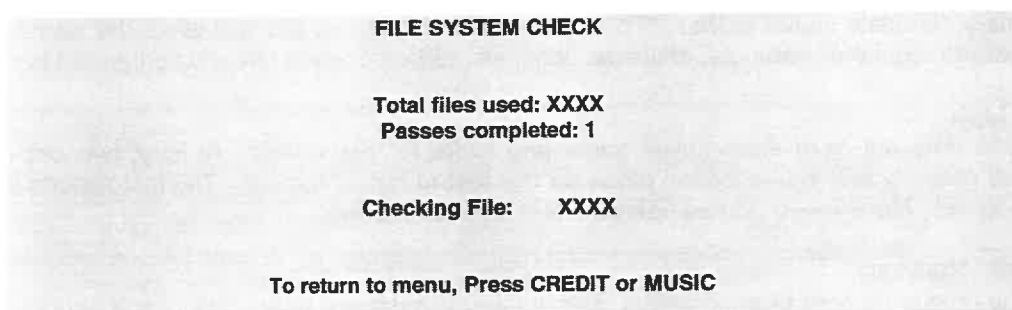 FILE SYSTEM CHECK
Total files used: XXXX
Passes completed: 1
Checking File: XXXX
To return to menu, Press CREDIT or MUSIC